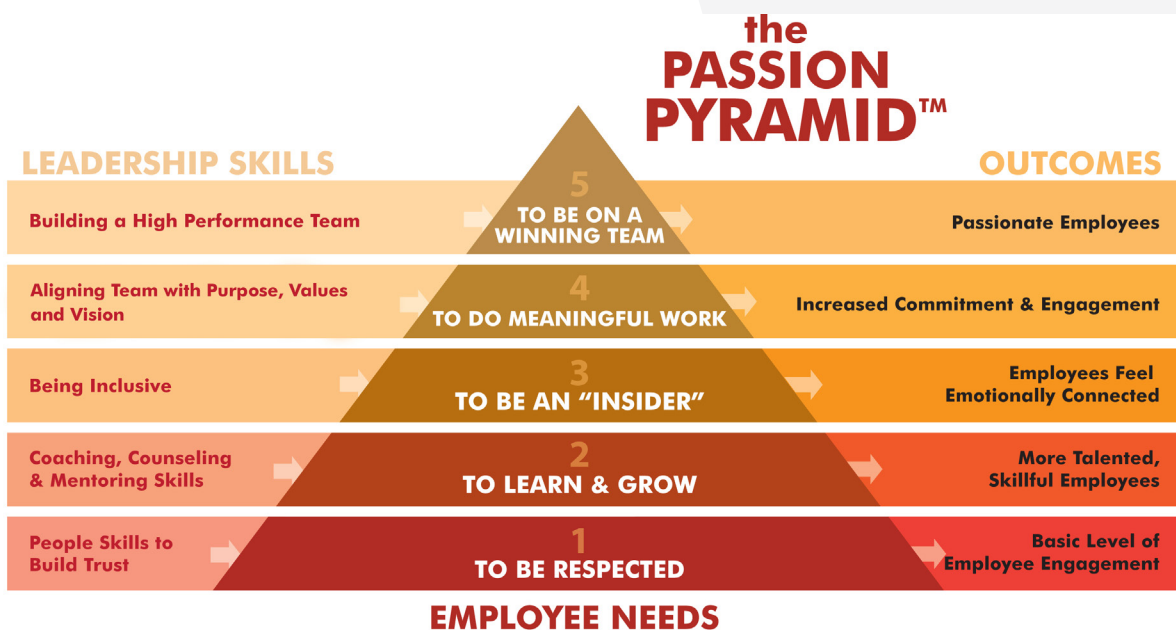 the
PASSION
PYRAMID™
LEADERSHIP SKILLS
OUTCOMES
Building a High Performance Team
5
TO BE ON A
WINNING TEAM
Passionate Employees
Aligning Team with Purpose, Values
and Vision
4
TO DO MEANINGFUL WORK
Increased Commitment & Engagement
Being Inclusive
3
TO BE AN “INSIDER”
Employees Feel
Emotionally Connected
Coaching, Counseling
& Mentoring Skills
2
TO LEARN & GROW
More Talented,
Skillful Employees
People Skills to
Build Trust
1
TO BE RESPECTED
Basic Level of
Employee Engagement
EMPLOYEE NEEDS